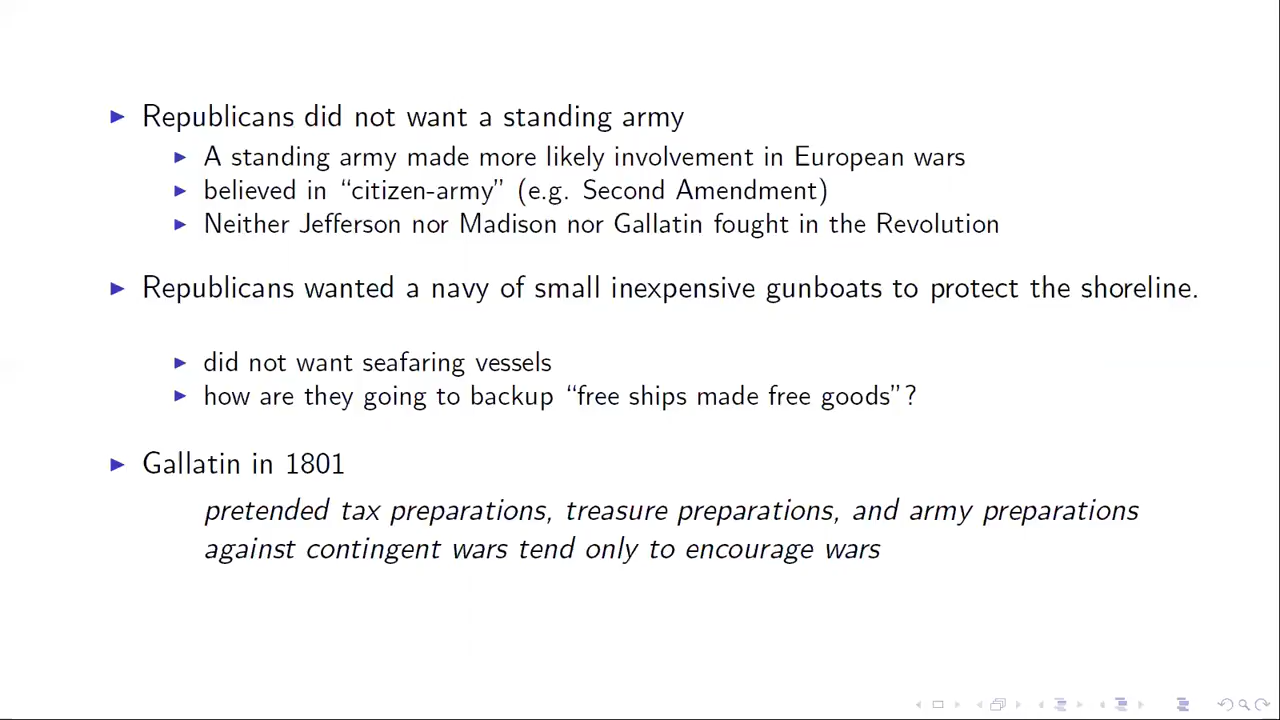 Republicans did not want a standing army
A standing army made more likely involvement in European wars
believed in “citizen-army” (e.g. Second Amendment)
Neither Jefferson nor Madison nor Gallatin fought in the Revolution
Republicans wanted a navy of small inexpensive gunboats to protect the shoreline.
did not want seafaring vessels
how are they going to backup “free ships made free goods”?
Gallatin in 1801
pretended tax preparations, treasure preparations, and army preparations
against contingent wars tend only to encourage wars